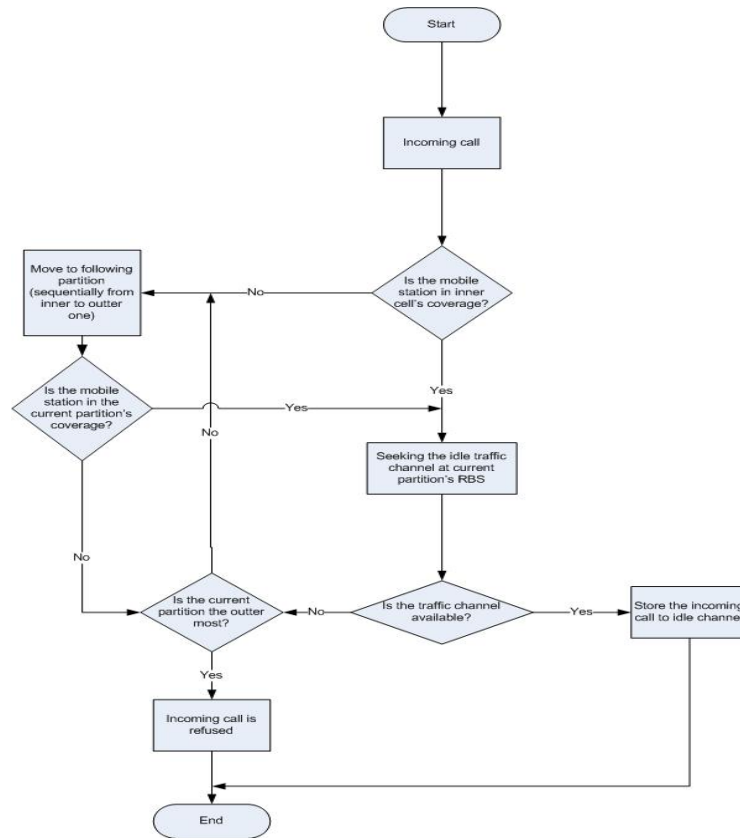 Start
Incoming call
Is the mobile
station in inner
cell's coverage?
No
Yes
Move to following
partition
(sequentially from
inner to outter
one)
Is the mobile
station in the
current partition's
coverage?
Yes
No
No
Seeking the idle traffic
channel at current
partition's RBS
Is the traffic channel
available?
No
Yes
Is the current
partition the outter
most?
Yes
Store the incoming
call to idle channel
Incoming call is
refused
End